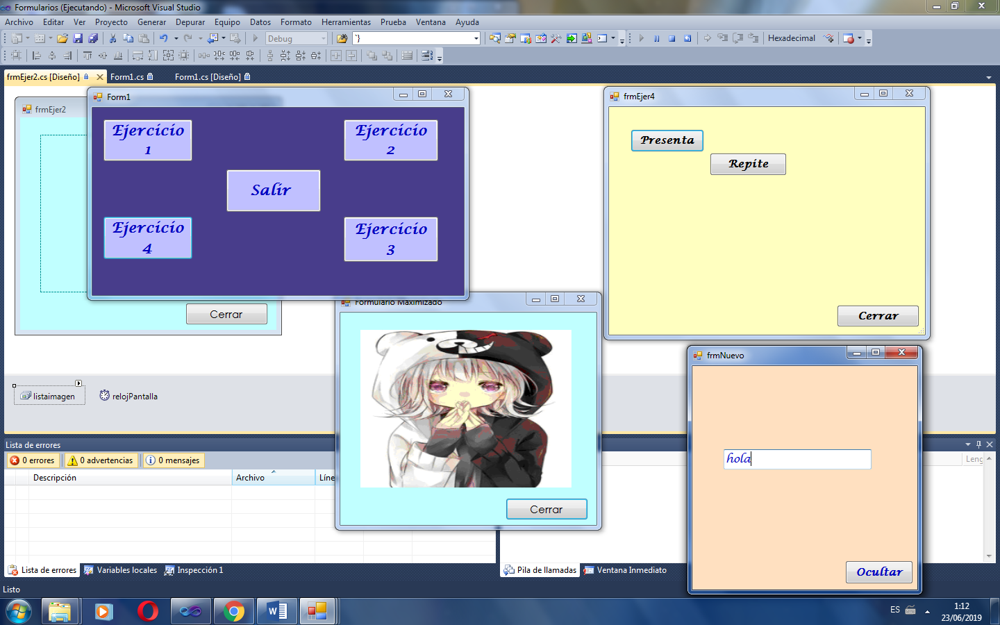 Formularios (Ejecutando) - Microsoft Visual Studio
Archivo Editar Ver Proyecto Generar Depurar Equipo Datos Formato Herramientas Prueba Ventana Ayuda
Debug
'}
Hexadecimal
frmEjer2.cs [Diseño]
Form1.cs
Form1.cs [Diseño]
frmEjer2
Cerrar
Form1
Ejercicio
1
Ejercicio
2
Salir
Ejercicio
4
Ejercicio
3
frmEjer4
Presenta
Repite
Cerrar
Formulario Maximizado
Cerrar
frmNuevo
hola
Ocultar
listaimagen
relojPantalla
Lista de errores
0 errores
0 advertencias
0 mensajes
Descripción
Archivo
Líne
Leng
Lista de errores
Variables locales
Inspección 1
Pila de llamadas
Ventana Inmediato
Listo
ES
1:12
23/06/2019